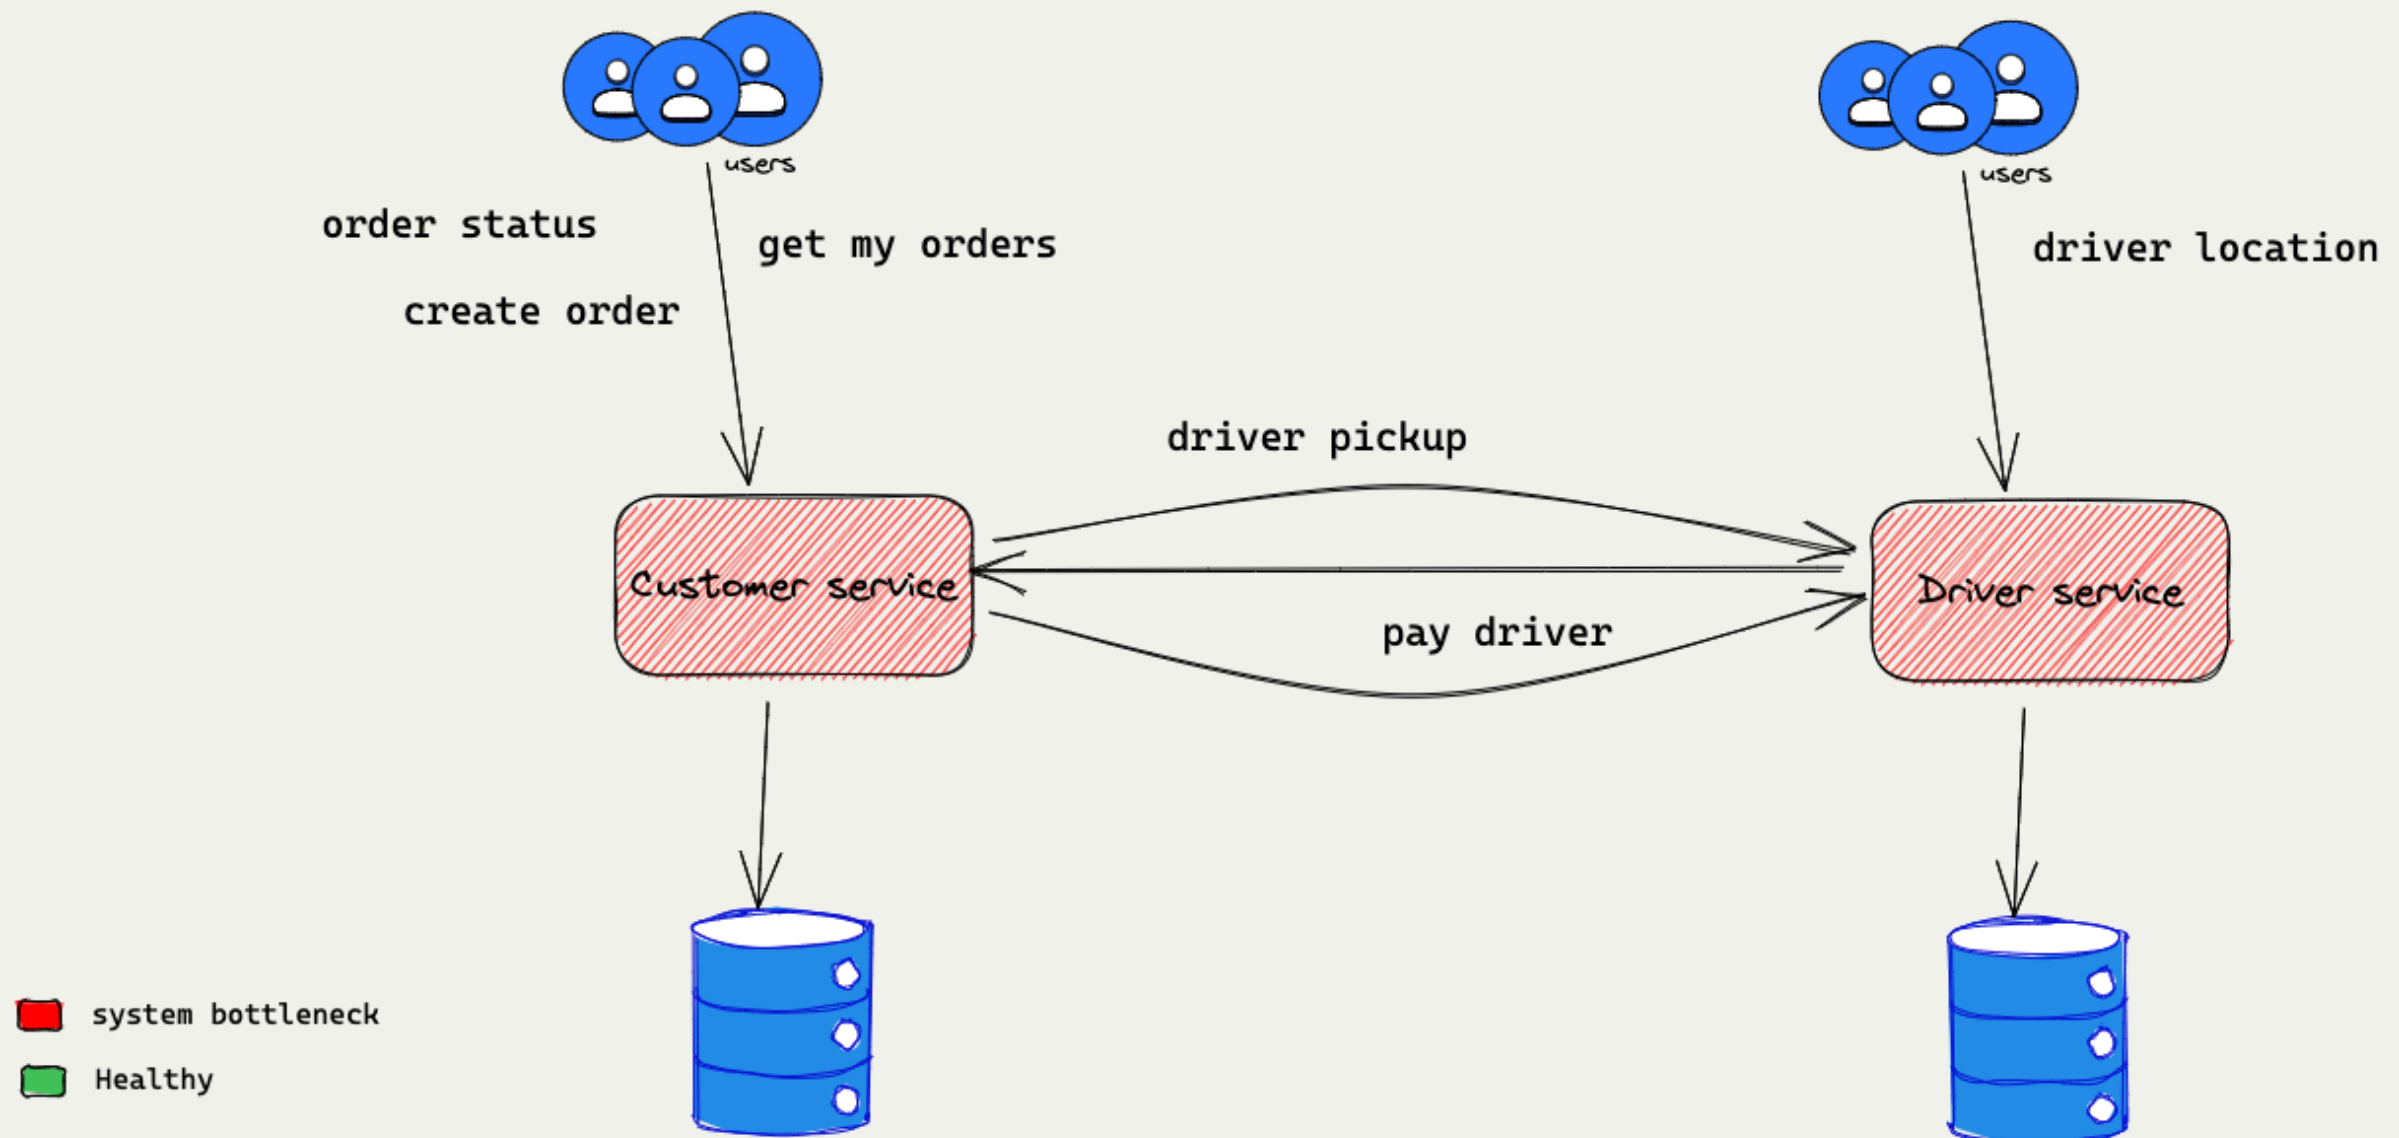 users
users
order status
get my orders
driver location
create order
driver pickup
Customer service
Driver service
pay driver
system bottleneck
Healthy